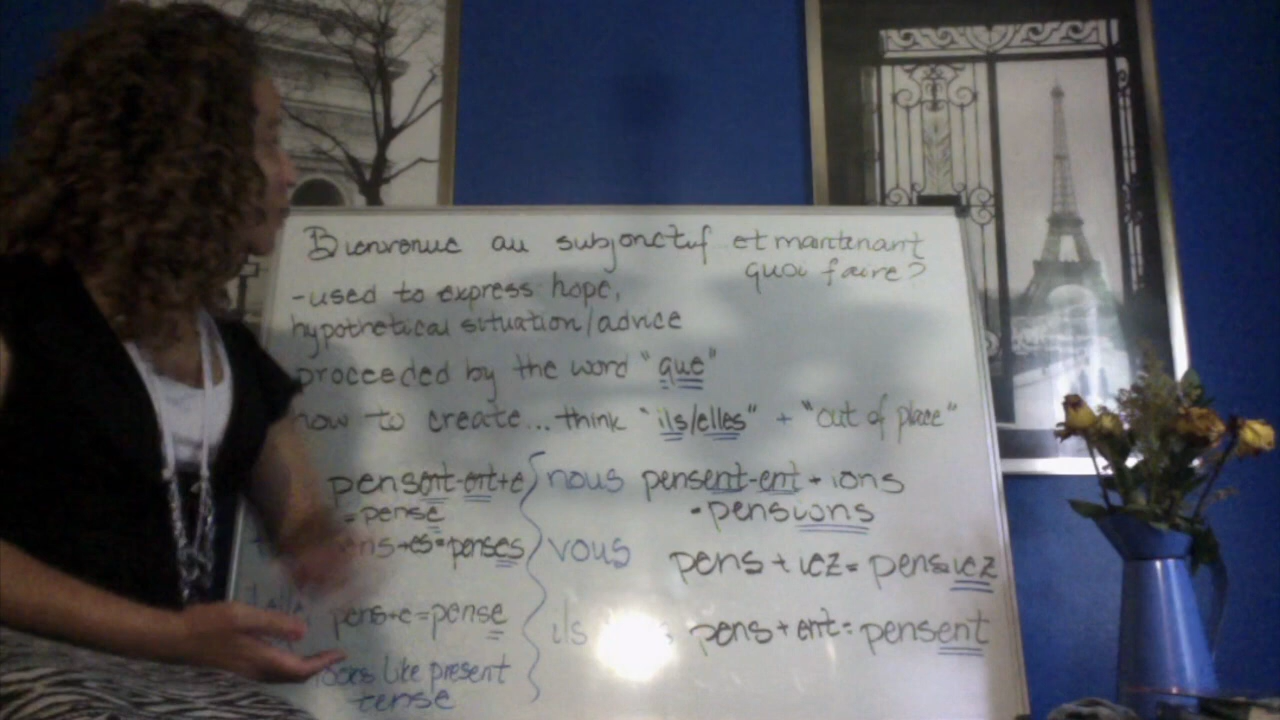 Bienvenue au subjonctif et maintenant
quoi faire?
-used to express hope,
hypothetical situation/advice
proceeded by the word "que"
how to create... think "ils/elles" + "out of place"
pensent-ent+e
=pense
pens+es=penses
pens+e=pense
looks like present
tense
nous pensent-ent + ions
-pensions
vous pens + iez = pensiez
ils pens + ent = pensent